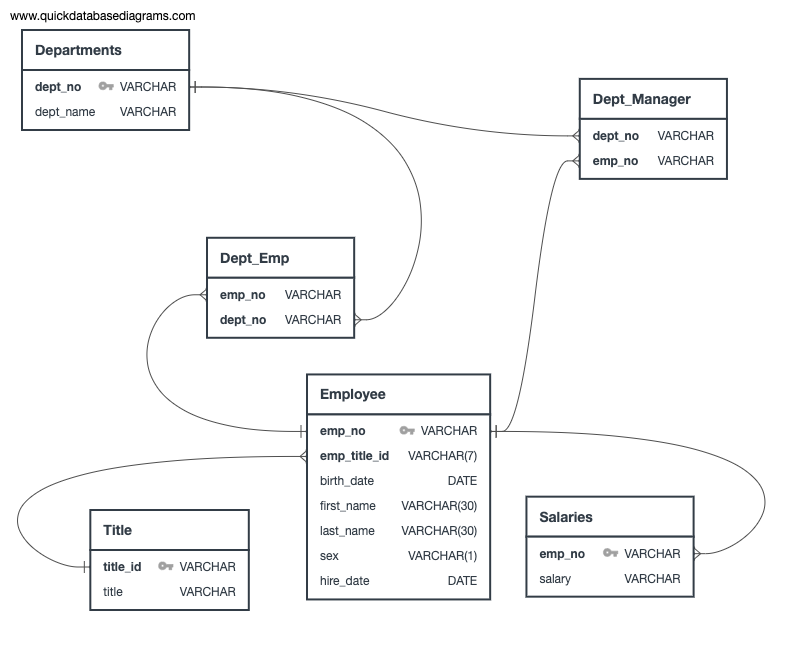 www.quickdatabasediagrams.com
Departments
dept_no VARCHAR
dept_name VARCHAR
Dept_Manager
dept_no VARCHAR
emp_no VARCHAR
Dept_Emp
emp_no VARCHAR
dept_no VARCHAR
Employee
emp_no VARCHAR
emp_title_id VARCHAR(7)
birth_date DATE
first_name VARCHAR(30)
last_name VARCHAR(30)
sex VARCHAR(1)
hire_date DATE
Title
title_id VARCHAR
title VARCHAR
Salaries
emp_no VARCHAR
salary VARCHAR